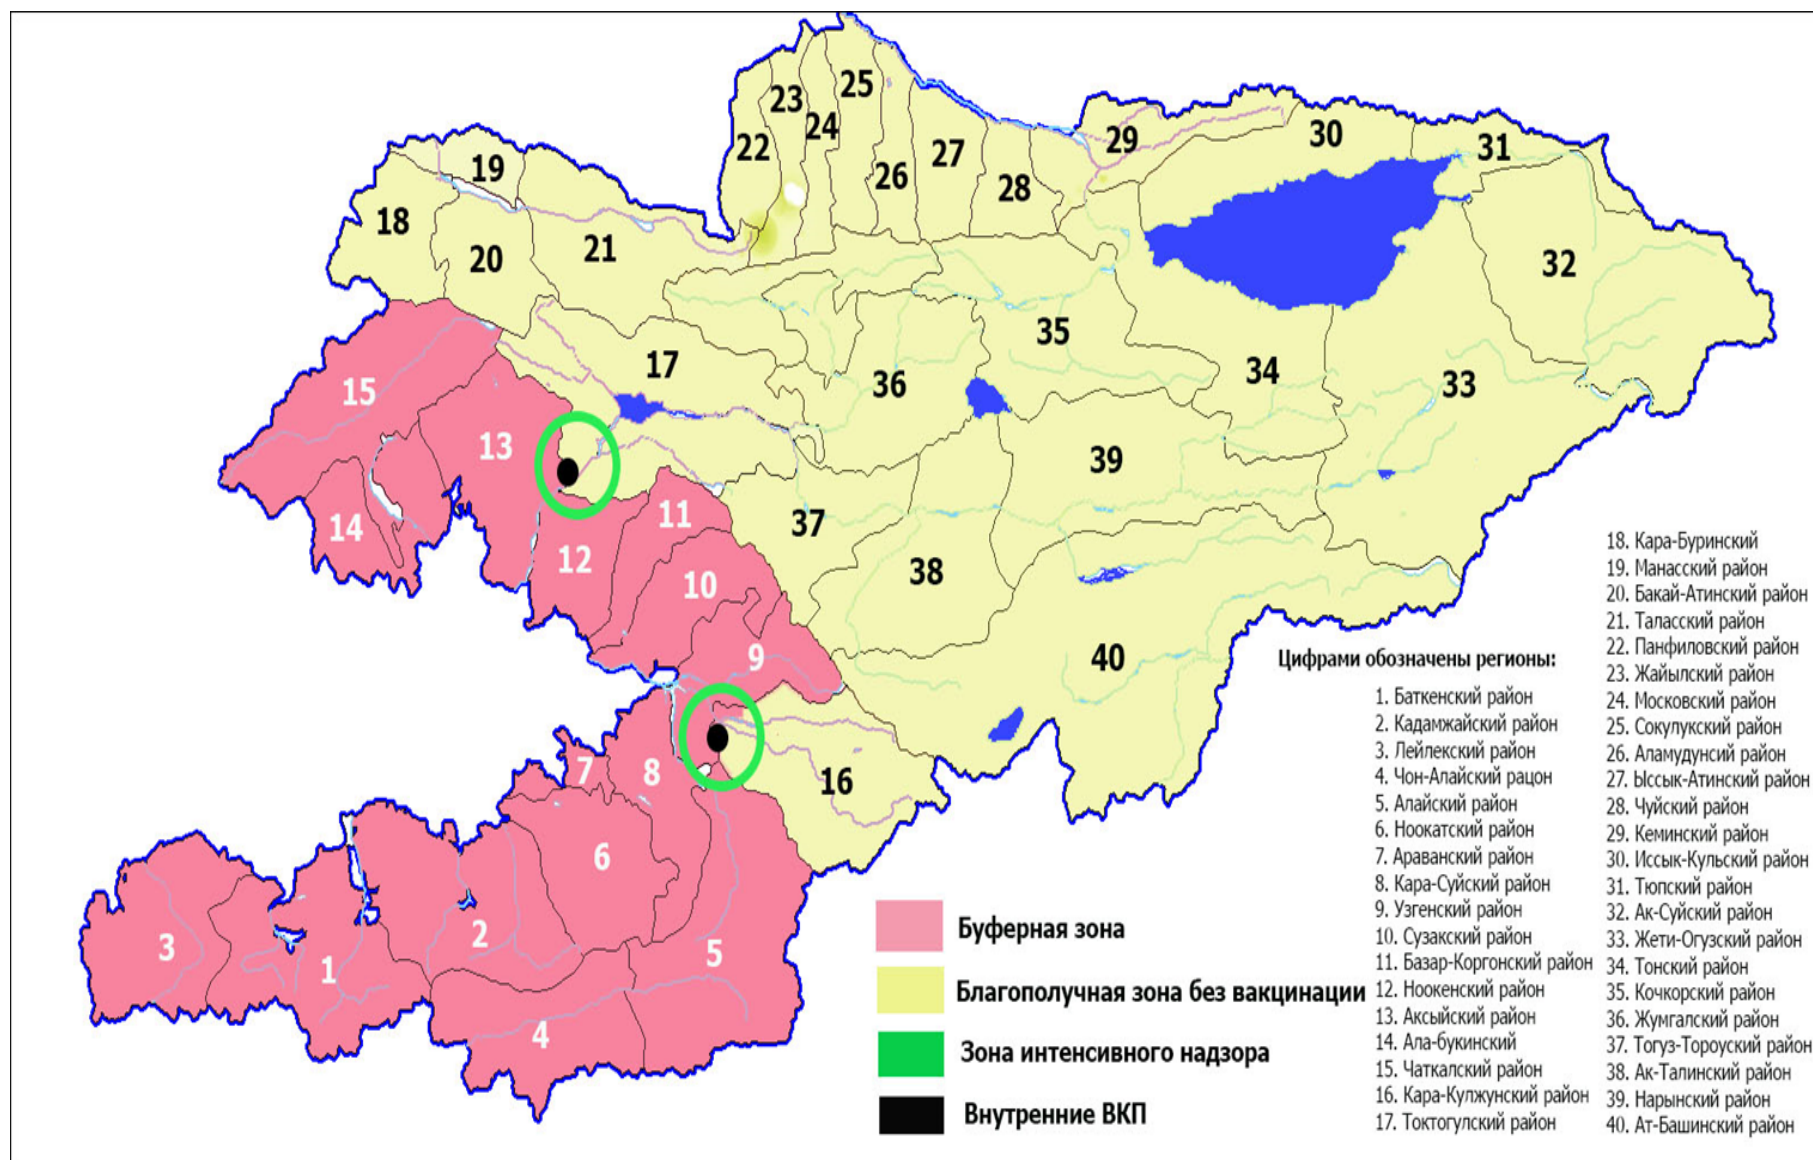 25
23
24
22
27
26
28
29
30
31
19
18
20
21
32
17
35
36
34
33
15
13
14
39
37
11
12
10
38
9
40
16
7
8
6
5
3
1
2
4
Буферная зона
Благополучная зона без вакцинации
Зона интенсивного надзора
Внутренние ВКП
Цифрами обозначены регионы:
1. Баткенский район
2. Кадамжайский район
3. Лейлекский район
4. Чон-Алайский рацон
5. Алайский район
6. Ноокатский район
7. Араванский район
8. Кара-Суйский район
9. Узгенский район
10. Сузакский район
11. Базар-Коргонский район
12. Ноокенский район
13. Аксыйский район
14. Ала-букинский
15. Чаткалский район
16. Кара-Кулжунский район
17. Токтогулский район
18. Кара-Буринский
19. Манасский район
20. Бакай-Атинский район
21. Таласский район
22. Панфиловский район
23. Жайылский район
24. Московский район
25. Сокулукский район
26. Аламудунсий район
27. Ыссык-Атинский район
28. Чуйский район
29. Кеминский район
30. Иссык-Кульский район
31. Тюпский район
32. Ак-Суйский район
33. Жети-Огузский район
34. Тонский район
35. Кочкорский район
36. Жумгалский район
37. Тогуз-Тороуский район
38. Ак-Талинский район
39. Нарынский район
40. Ат-Башинский район